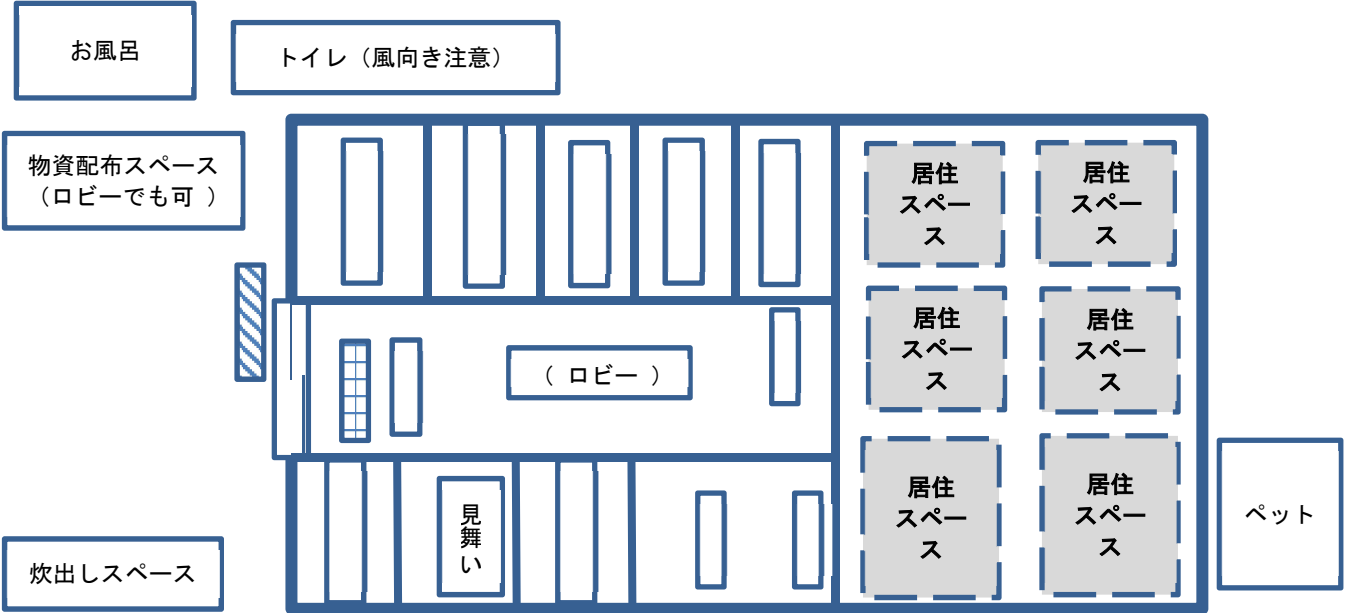 お風呂
トイレ（風向き注意）
物資配布スペース
（ロビーでも可 ）
居住
スペー
ス
居住
スペー
ス
居住
スペー
ス
居住
スペー
ス
（ ロビー ）
居住
スペー
ス
居住
スペー
ス
見舞い
ペット
炊出しスペース